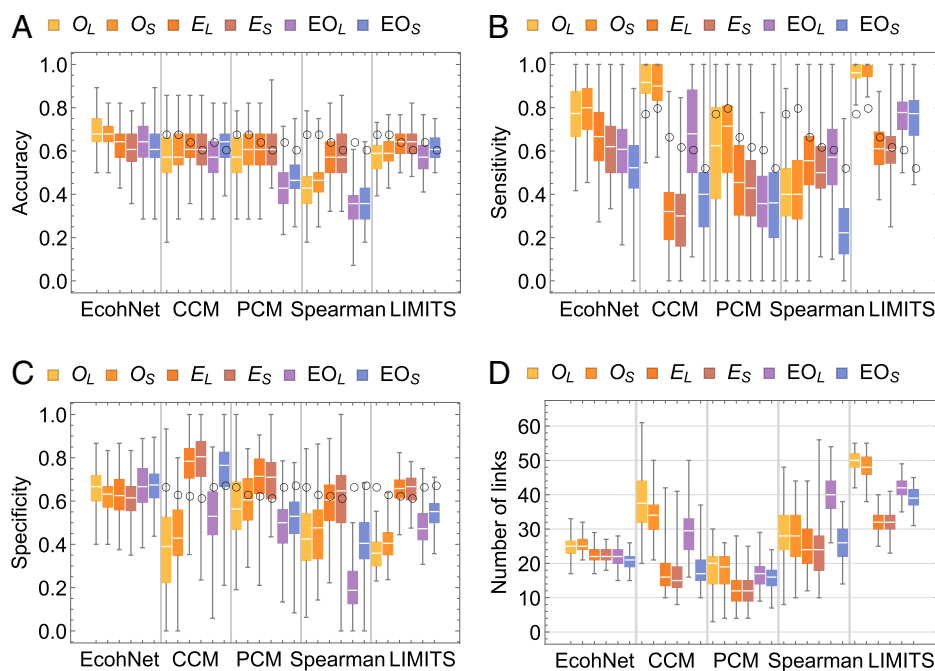 A O_L O_S E_L E_S EO_L EO_S
Accuracy
1.0
0.8
0.6
0.4
0.2
0.0
EcohNet CCM PCM Spearman LIMITS
B O_L O_S E_L E_S EO_L EO_S
Sensitivity
1.0
0.8
0.6
0.4
0.2
0.0
EcohNet CCM PCM Spearman LIMITS
C O_L O_S E_L E_S EO_L EO_S
Specificity
1.0
0.8
0.6
0.4
0.2
0.0
EcohNet CCM PCM Spearman LIMITS
D O_L O_S E_L E_S EO_L EO_S
Number of links
60
50
40
30
20
10
0
EcohNet CCM PCM Spearman LIMITS